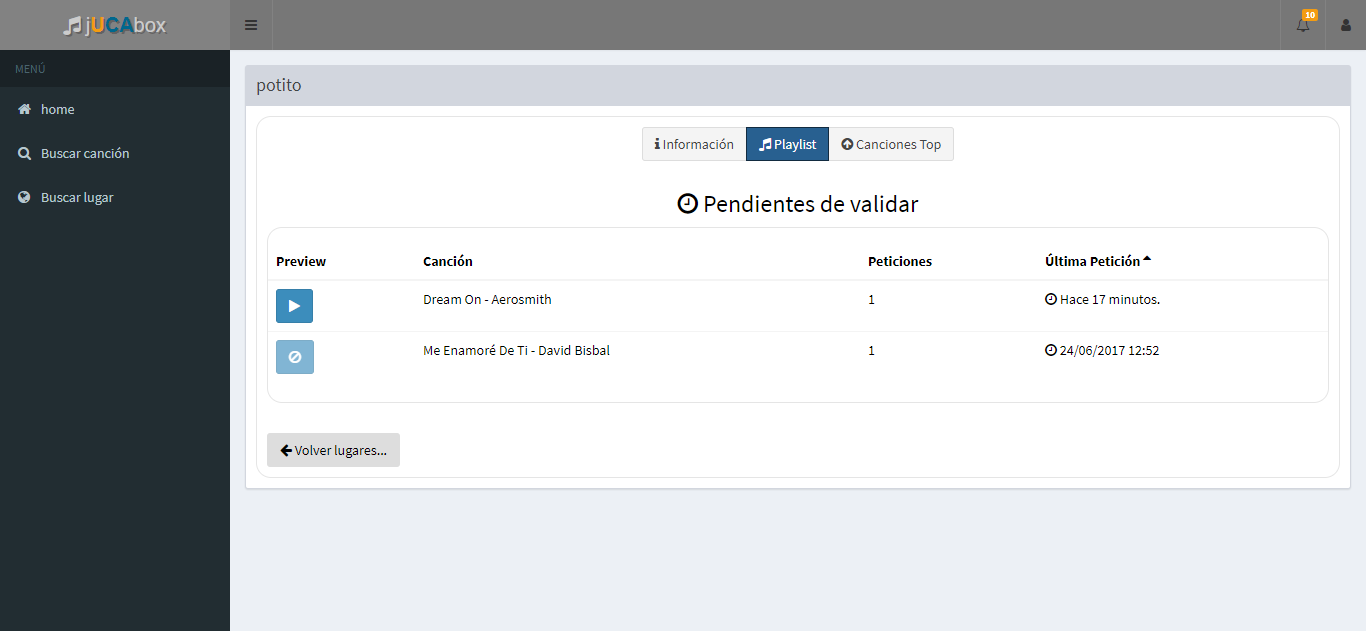 jUCAbox
10
MENÚ
home
Buscar canción
Buscar lugar
potito
Información Playlist Canciones Top
Pendientes de validar
Preview Canción Peticiones Última Petición
Dream On - Aerosmith 1 Hace 17 minutos.
Me Enamoré De Ti - David Bisbal 1 24/06/2017 12:52
Volver lugares...